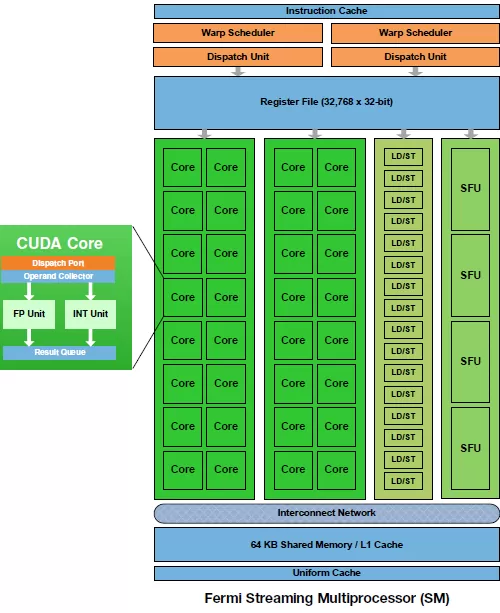 Instruction Cache
Warp Scheduler Warp Scheduler
Dispatch Unit Dispatch Unit
Register File (32,768 x 32-bit)
Core Core Core Core LD/ST
LD/ST
SFU
Core Core Core Core LD/ST
LD/ST
Core Core Core Core LD/ST
LD/ST
SFU
Core Core Core Core LD/ST
LD/ST
Core Core Core Core LD/ST
LD/ST
SFU
Core Core Core Core LD/ST
LD/ST
Core Core Core Core LD/ST
LD/ST
SFU
Core Core Core Core LD/ST
LD/ST
CUDA Core
Dispatch Port
Operand Collector
FP Unit INT Unit
Result Queue
Interconnect Network
64 KB Shared Memory / L1 Cache
Uniform Cache
Fermi Streaming Multiprocessor (SM)